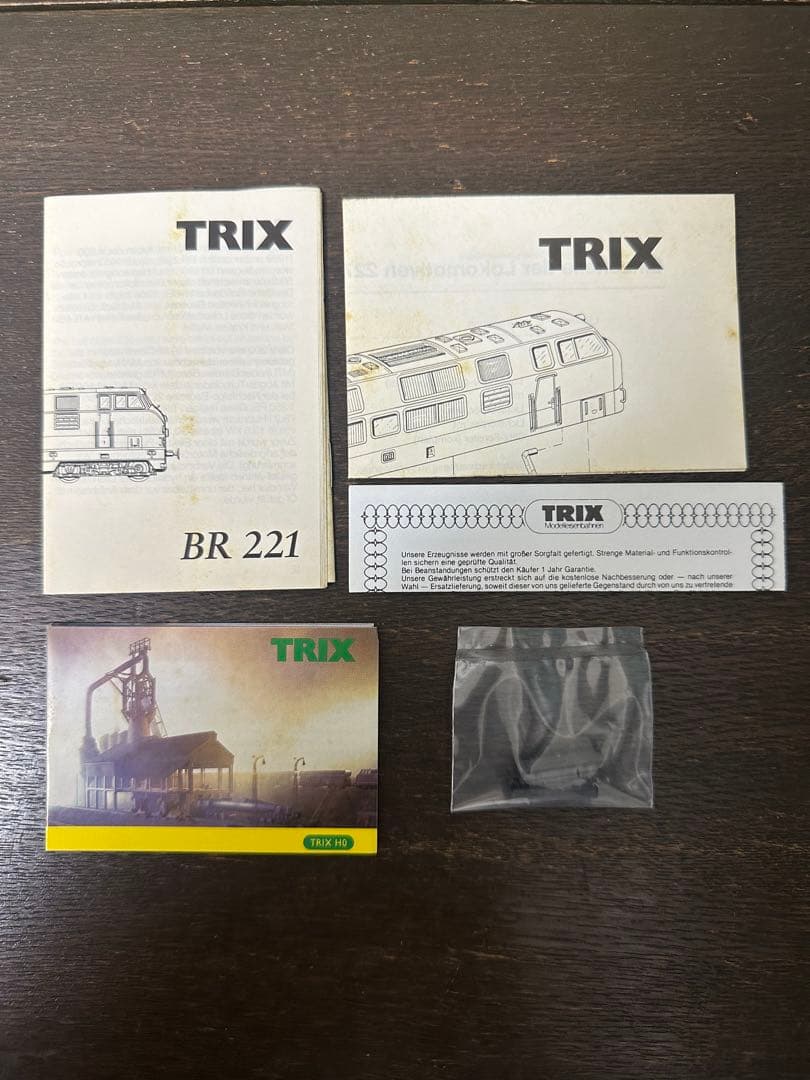 TRIX
BR 221
TRIX
TRIX
Modelleisenbahnen
Unsere Erzeugnisse werden mit großer Sorgfalt gefertigt. Strenge Material- und Funktionskontrol-
len sichern eine geprüfte Qualität.
Bei Beanstandungen schützt den Käufer 1 Jahr Garantie.
Unsere Gewährleistung erstreckt sich auf die kostenlose Nachbesserung oder — nach unserer
Wahl — Ersatzlieferung, soweit dieser von uns gelieferte Gegenstand durch von uns zu vertretende
TRIX
TRIX H0